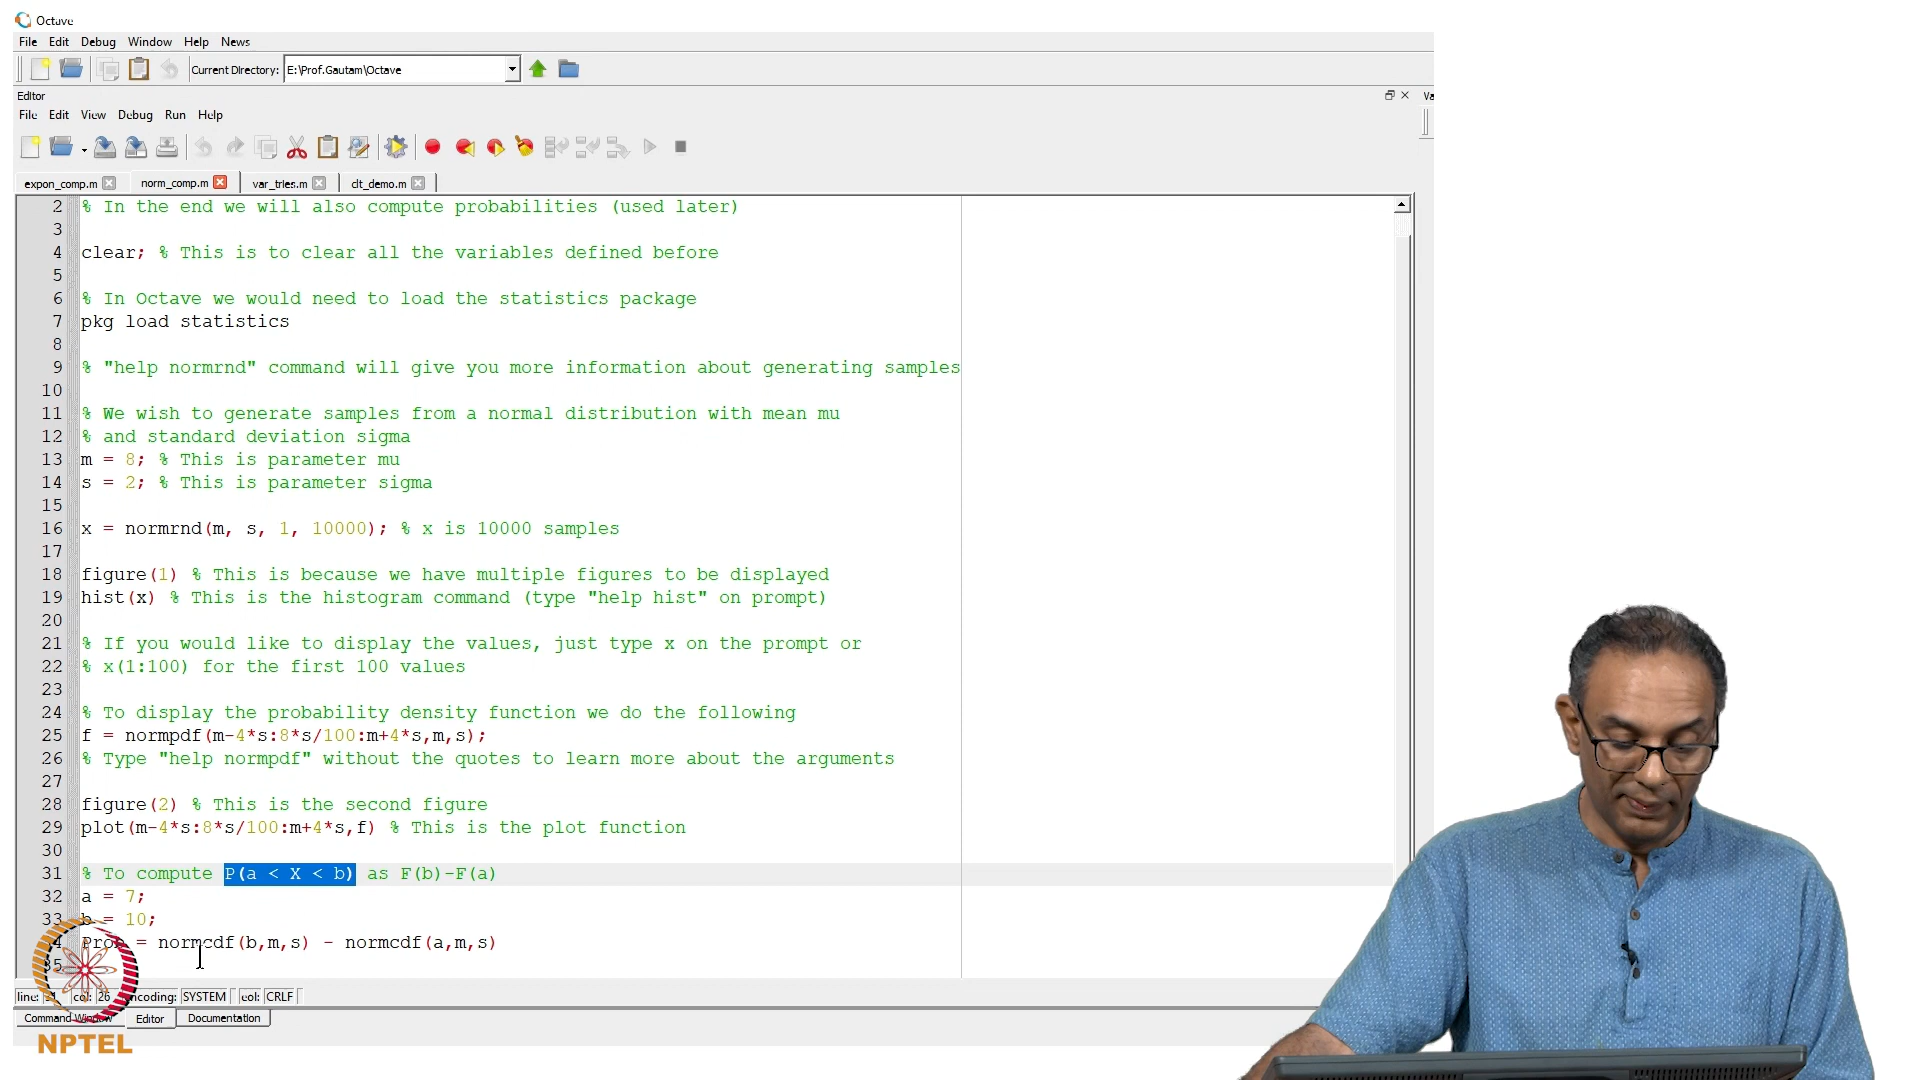 Octave
File Edit Debug Window Help News
Current Directory: E:\Prof.Gautam\Octave
Editor
Va
File Edit View Debug Run Help
expon_comp.m norm_comp.m var_tries.m clt_demo.m
2 % In the end we will also compute probabilities (used later)
3
4 clear; % This is to clear all the variables defined before
5
6 % In Octave we would need to load the statistics package
7 pkg load statistics
8
9 % "help normrnd" command will give you more information about generating samples
10
11 % We wish to generate samples from a normal distribution with mean mu
12 % and standard deviation sigma
13 m = 8; % This is parameter mu
14 s = 2; % This is parameter sigma
15
16 x = normrnd(m, s, 1, 10000); % x is 10000 samples
17
18 figure(1) % This is because we have multiple figures to be displayed
19 hist(x) % This is the histogram command (type "help hist" on prompt)
20
21 % If you would like to display the values, just type x on the prompt or
22 % x(1:100) for the first 100 values
23
24 % To display the probability density function we do the following
25 f = normpdf(m-4*s:8*s/100:m+4*s,m,s);
26 % Type "help normpdf" without the quotes to learn more about the arguments
27
28 figure(2) % This is the second figure
29 plot(m-4*s:8*s/100:m+4*s,f) % This is the plot function
30
31 % To compute P(a < X < b) as F(b)-F(a)
32 a = 7;
33 b = 10;
Prob = normcdf(b,m,s) - normcdf(a,m,s)
35
line: col: 26 encoding: SYSTEM eol: CRLF
Command Window Editor Documentation
NPTEL